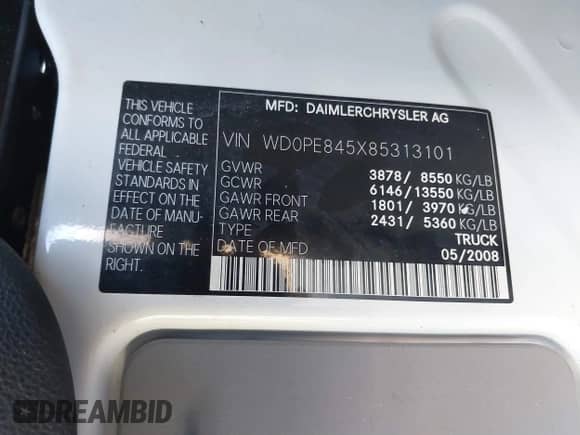 MFD: DAIMLERCHRYSLER AG
THIS VEHICLE
CONFORMS TO
ALL APPLICABLE
FEDERAL
VEHICLE SAFETY
STANDARDS IN
EFFECT ON THE
DATE OF MANU-
FACTURE
SHOWN ON THE
RIGHT.
VIN WD0PE845X85313101
GVWR 3878/ 8550 KG/LB
GCWR 6146/13550 KG/LB
GAWR FRONT 1801/ 3970 KG/LB
GAWR REAR 2431/ 5360 KG/LB
TYPE TRUCK
DATE OF MFD 05/2008
DREAMBID